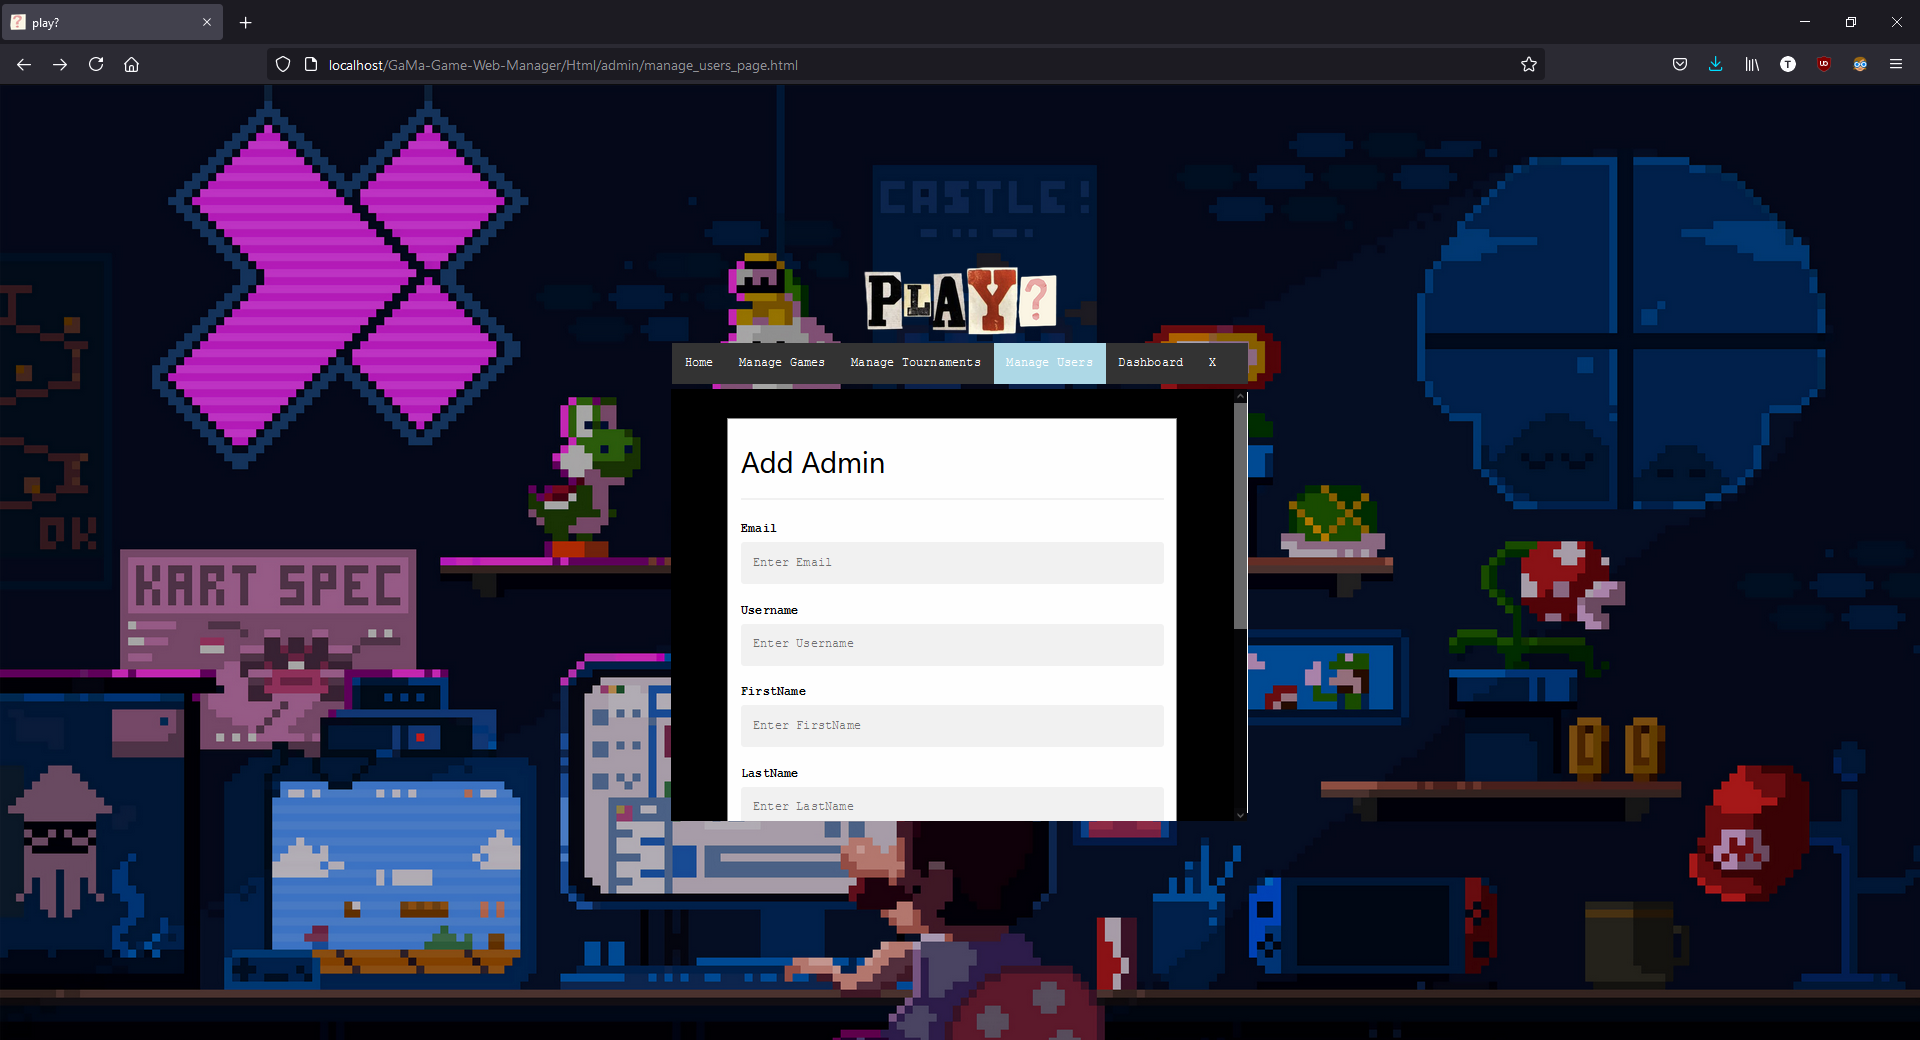 play?
localhost/GaMa-Game-Web-Manager/Html/admin/manage_users_page.html
CASTLE!
PLAY?
Home Manage Games Manage Tournaments Manage Users Dashboard X
Add Admin
Email
Enter Email
Username
Enter Username
FirstName
Enter FirstName
LastName
Enter LastName
KART SPEC
OK
M